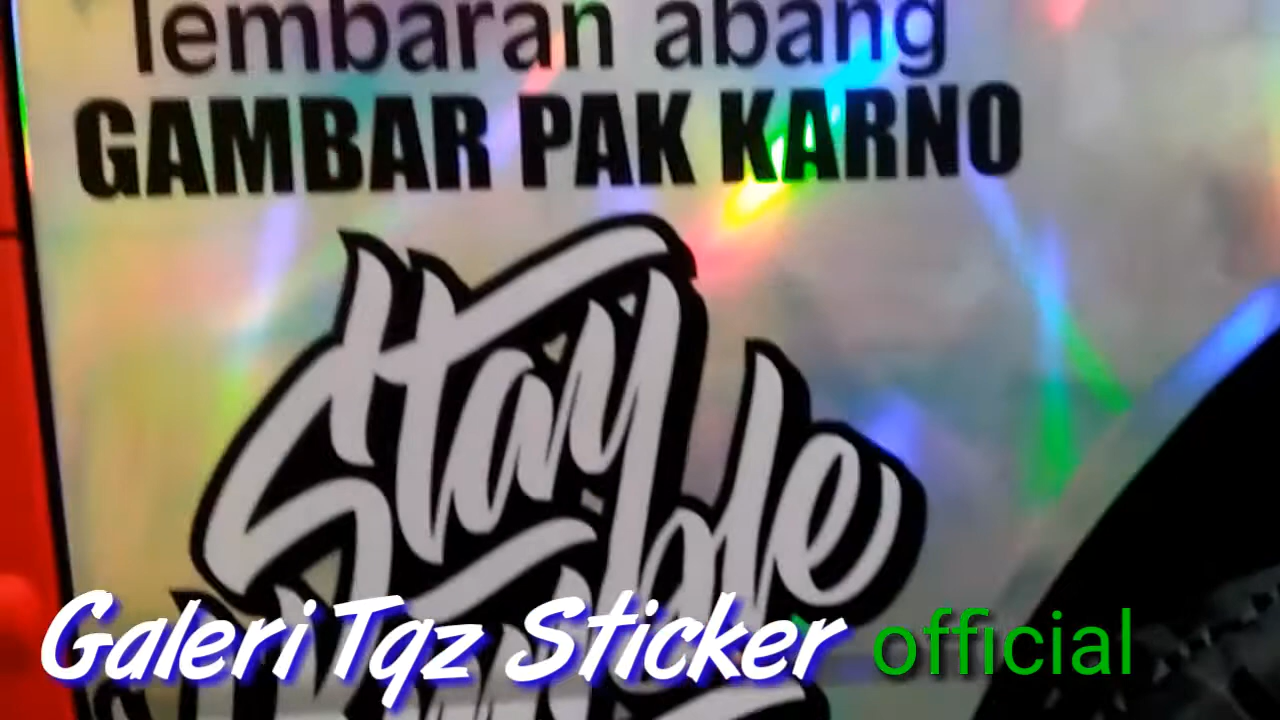 lembaran abang
GAMBAR PAK KARNO
Stay
Galeri Tqz Sticker official